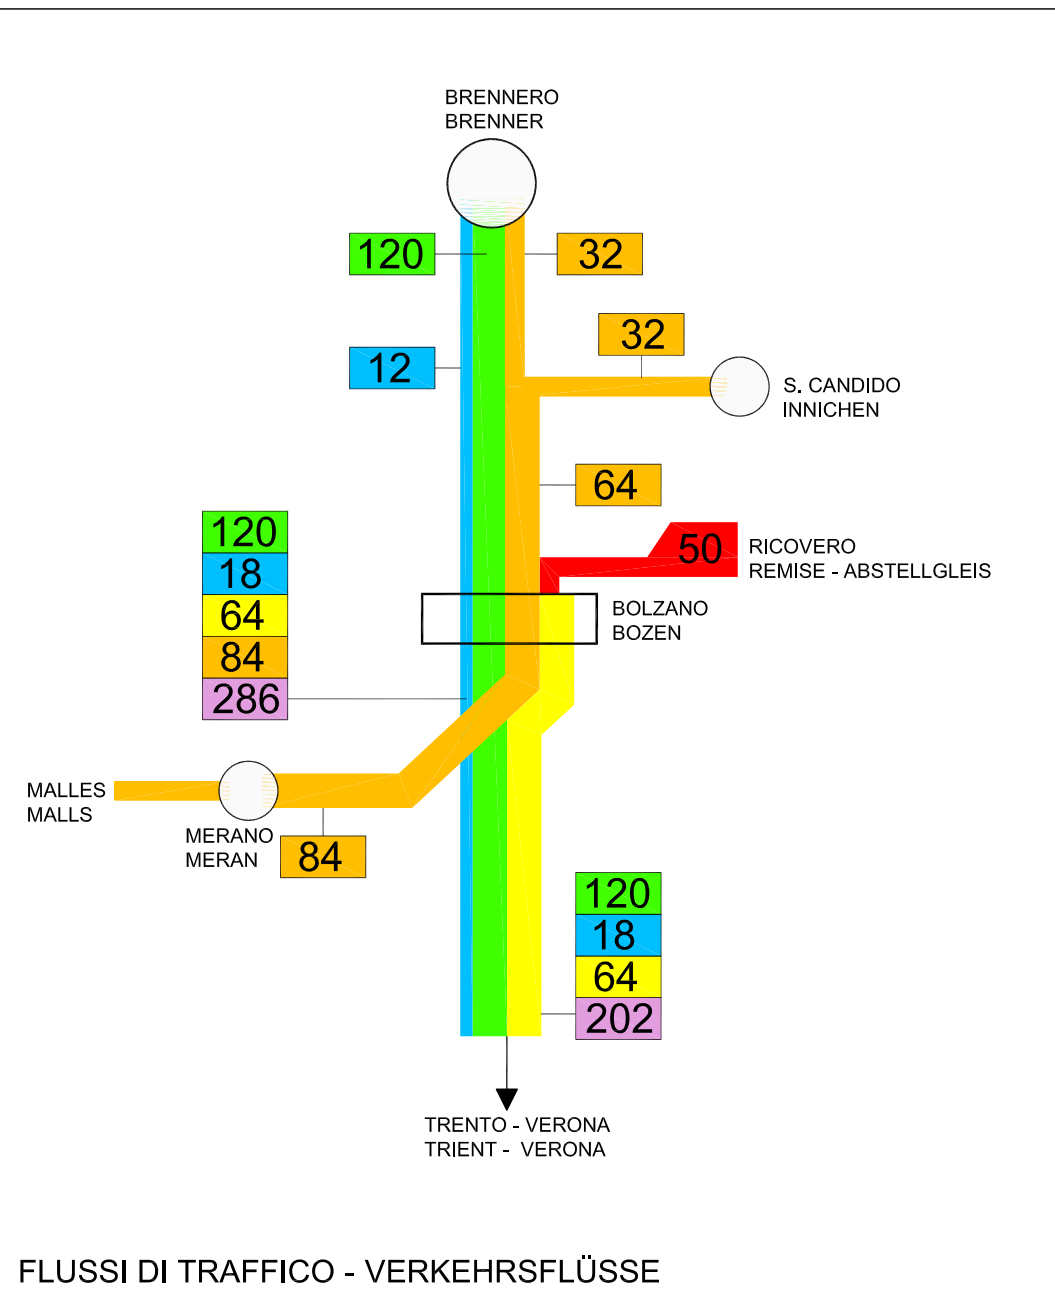 BRENNERO
BRENNER
120
32
32
12
S. CANDIDO
INNICHEN
64
120
18
64
84
286
50
RICOVERO
REMISE - ABSTELLGLEIS
BOLZANO
BOZEN
MALLES
MALLS
MERANO
MERAN
84
120
18
64
202
TRENTO - VERONA
TRIENT - VERONA
FLUSSI DI TRAFFICO - VERKEHRSFLÜSSE